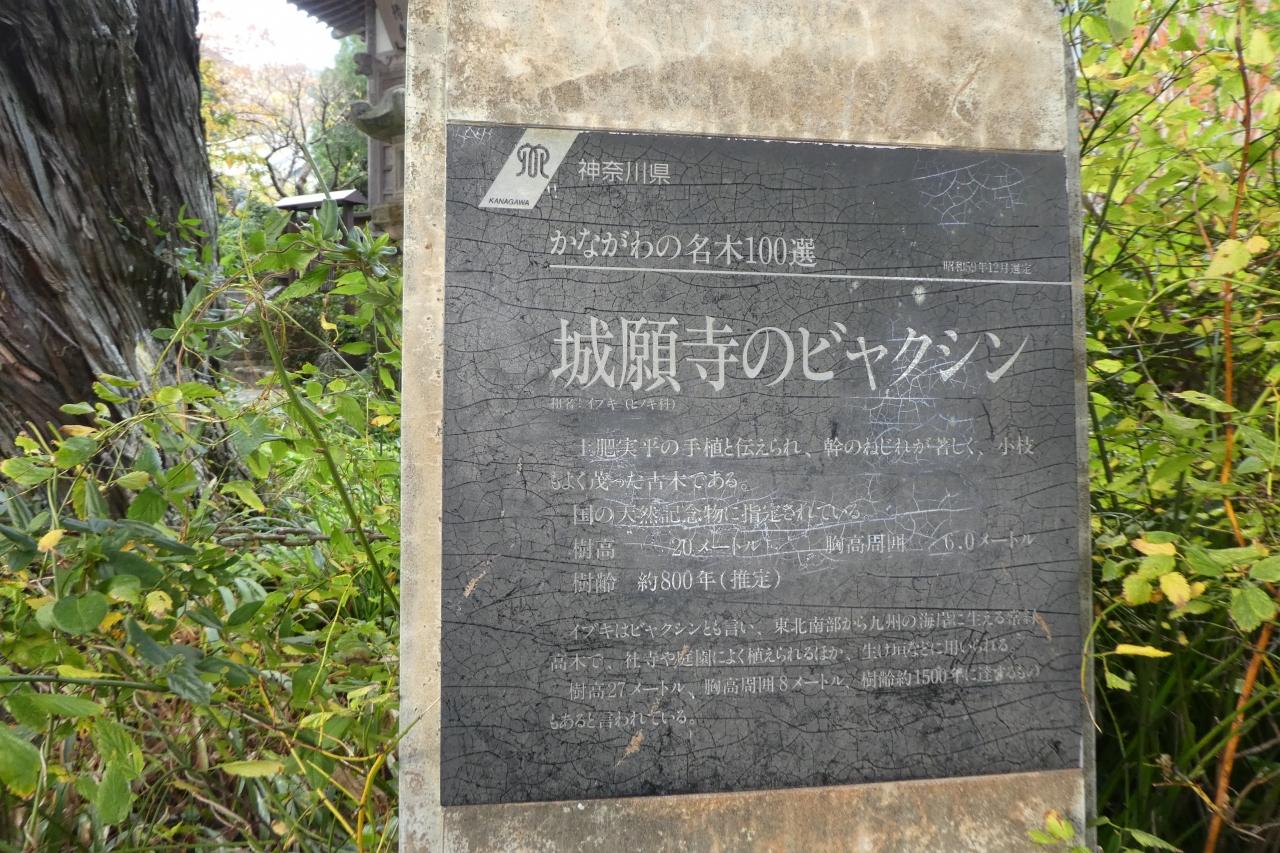 神奈川県
KANAGAWA
かながわの名木100選
昭和59年12月選定
城願寺のビャクシン
和名:イブキ(ヒノキ科)
土肥実平の手植と伝えられ、幹のねじれが著しく、小枝
もよく茂った古木である。
国の天然記念物に指定されている
樹高 20メートル 胸高周囲 6.0メートル
樹齢 約800年(推定)
イブキはビャクシンとも言い、東北南部から九州の海岸に生える常緑
高木で、社寺や庭園によく植えられるほか、生け垣などに用いられる。
樹高27メートル、胸高周囲8メートル、樹齢約1500年に達するもの
もあると言われている。